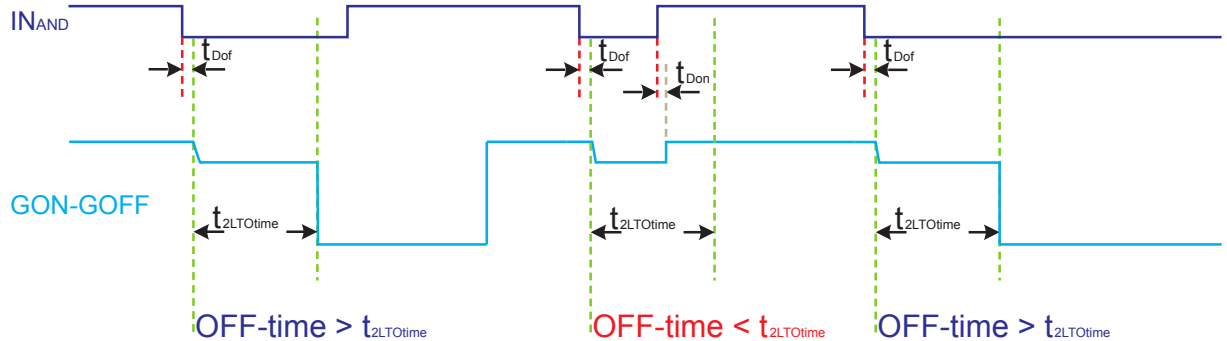 INAND
tDof
tDof
tDon
tDof
GON-GOFF
t2LTOtime
t2LTOtime
t2LTOtime
OFF-time > t2LTOtime
OFF-time < t2LTOtime
OFF-time > t2LTOtime